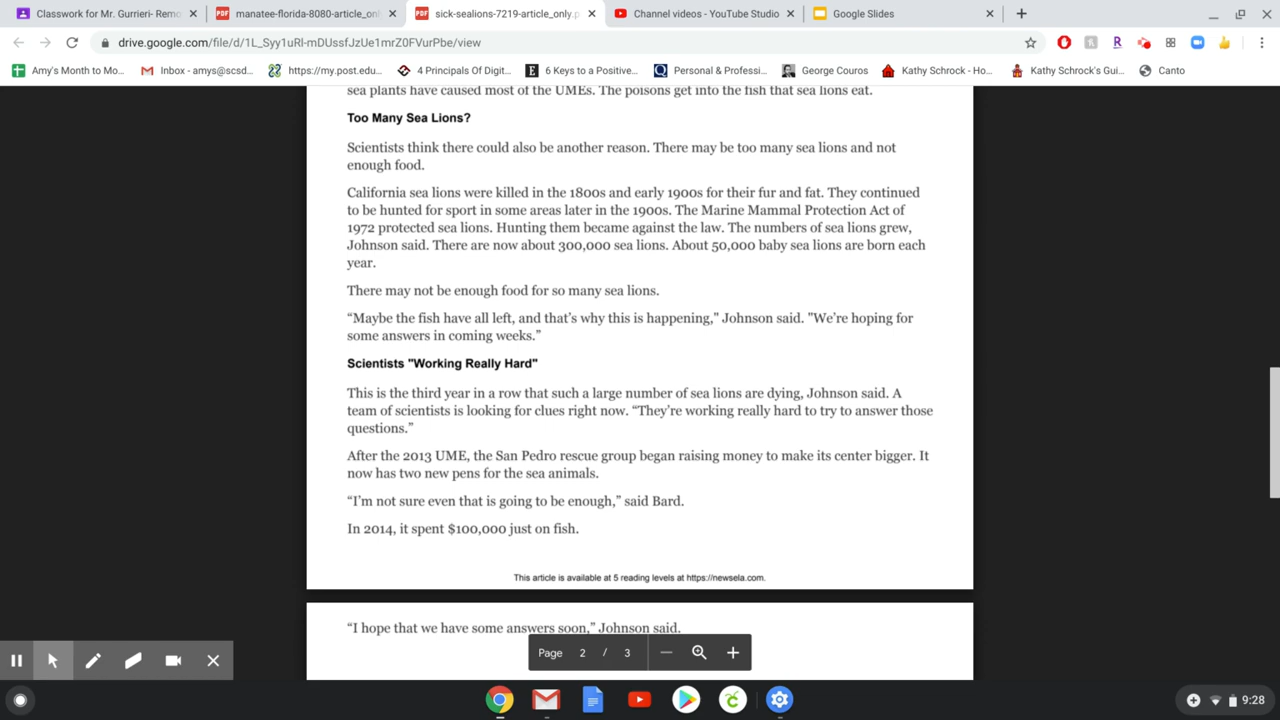 Classwork for Mr. Gurrieri- Remo
manatee-florida-8080-article_onl
sick-sealions-7219-article_only.p
Channel videos - YouTube Studio
Google Slides
drive.google.com/file/d/1L_Syy1uRl-mDUssfJzUe1mrZ0FVurPbe/view
Amy's Month to Mo...
Inbox - amys@scsd...
https://my.post.edu...
4 Principals Of Digit...
6 Keys to a Positive...
Personal & Professi...
George Couros
Kathy Schrock - Ho...
Kathy Schrock's Gui...
Canto
sea plants have caused most of the UMEs. The poisons get into the fish that sea lions eat.
Too Many Sea Lions?
Scientists think there could also be another reason. There may be too many sea lions and not
enough food.
California sea lions were killed in the 1800s and early 1900s for their fur and fat. They continued
to be hunted for sport in some areas later in the 1900s. The Marine Mammal Protection Act of
1972 protected sea lions. Hunting them became against the law. The numbers of sea lions grew,
Johnson said. There are now about 300,000 sea lions. About 50,000 baby sea lions are born each
year.
There may not be enough food for so many sea lions.
“Maybe the fish have all left, and that’s why this is happening," Johnson said. "We’re hoping for
some answers in coming weeks.”
Scientists "Working Really Hard"
This is the third year in a row that such a large number of sea lions are dying, Johnson said. A
team of scientists is looking for clues right now. “They’re working really hard to try to answer those
questions.”
After the 2013 UME, the San Pedro rescue group began raising money to make its center bigger. It
now has two new pens for the sea animals.
“I’m not sure even that is going to be enough,” said Bard.
In 2014, it spent $100,000 just on fish.
This article is available at 5 reading levels at https://newsela.com.
“I hope that we have some answers soon,” Johnson said.
Page 2 / 3
9:28